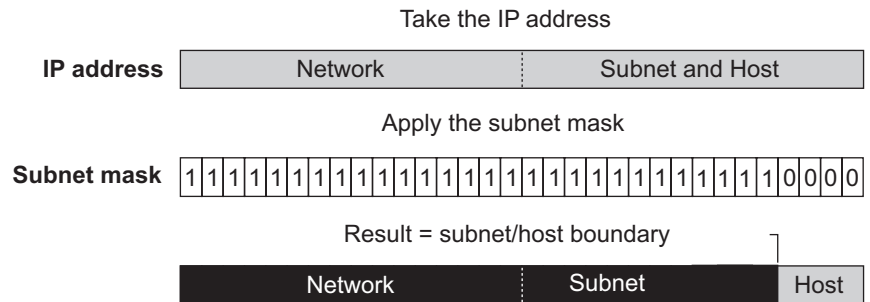 Take the IP address
IP address Network Subnet and Host
Apply the subnet mask
Subnet mask 1 1 1 1 1 1 1 1 1 1 1 1 1 1 1 1 1 1 1 1 1 1 1 1 1 1 1 1 0 0 0 0
Result = subnet/host boundary
Network Subnet Host